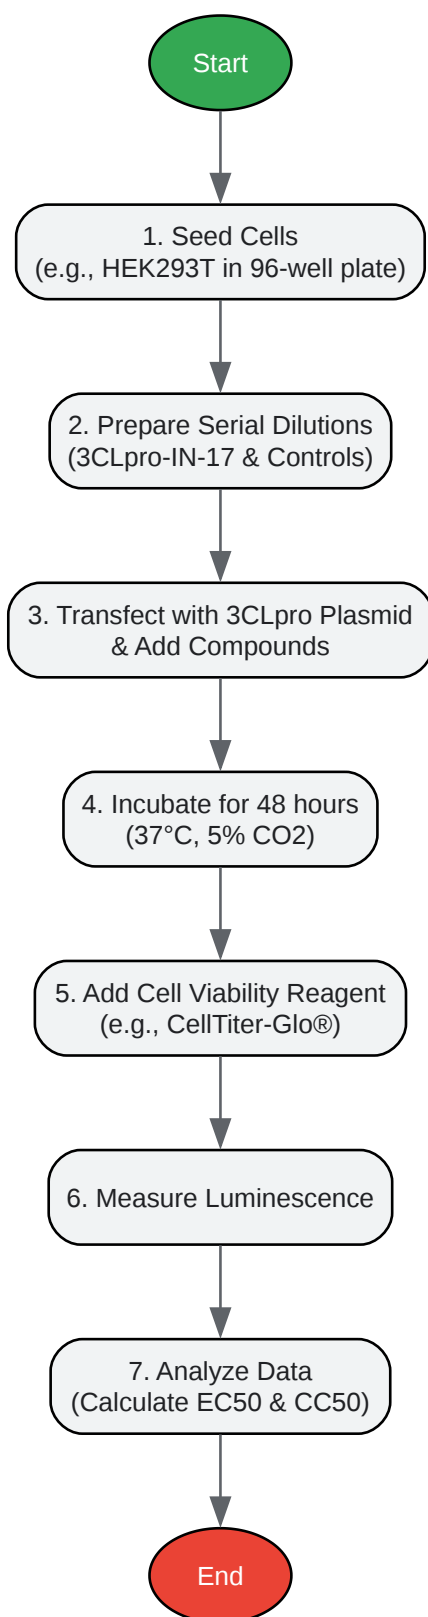 Start
1. Seed Cells
(e.g., HEK293T in 96-well plate)
2. Prepare Serial Dilutions
(3CLpro-IN-17 & Controls)
3. Transfect with 3CLpro Plasmid
& Add Compounds
4. Incubate for 48 hours
(37°C, 5% CO2)
5. Add Cell Viability Reagent
(e.g., CellTiter-Glo®)
6. Measure Luminescence
7. Analyze Data
(Calculate EC50 & CC50)
End